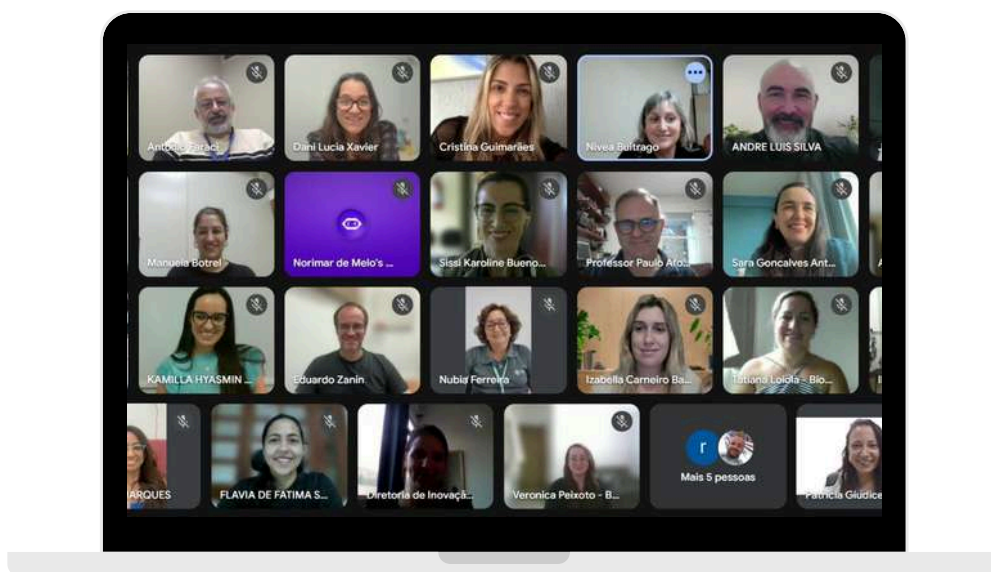 Antonio Faraci
Dani Lucia Xavier
Cristina Guimarães
Nivea Buitrago
ANDRE LUIS SILVA
Manuela Botrel
Norimar de Melo's ...
Sissi Karoline Bueno...
Professor Paulo Afo...
Sara Goncalves Ant...
KAMILLA HYASMIN ...
Eduardo Zanin
Nubia Ferreira
Izabella Carneiro Ba...
Tatiana Loiola - Bio...
ARQUES
FLAVIA DE FATIMA S...
Diretoria de Inovaçã...
Veronica Peixoto - B...
r
Mais 5 pessoas
Patricia Giudice